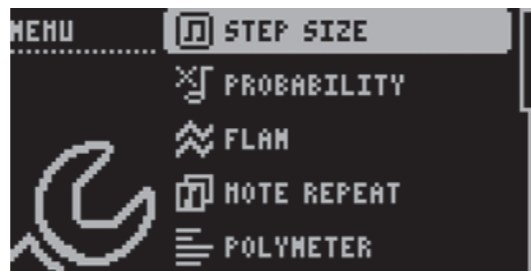 MENU
STEP SIZE
PROBABILITY
FLAM
NOTE REPEAT
POLYMETER